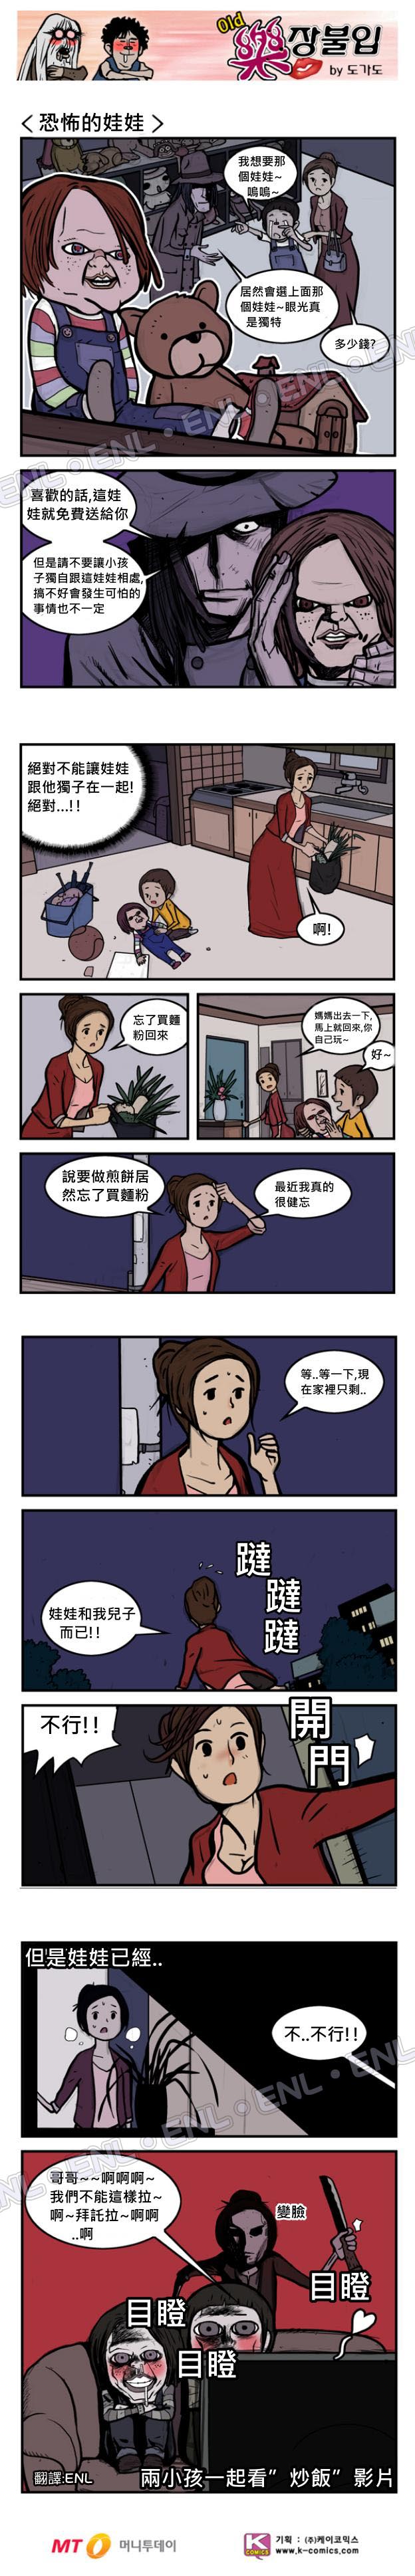 Old
樂장불입
by 도가도
< 恐怖的娃娃 >
我想要那
個娃娃~
嗚嗚~
居然會選上面那
個娃娃~眼光真
是獨特
多少錢?
ENL • ENL • ENL • ENL • ENL
喜歡的話,這娃
娃就免費送給你
但是請不要讓小孩
子獨自跟這娃娃相處,
搞不好會發生可怕的
事情也不一定
絕對不能讓娃娃
跟他獨子在一起!
絕對...!!
啊!
忘了買麵
粉回來
媽媽出去一下,
馬上就回來,你
自己玩~
好~
說要做煎餅居
然忘了買麵粉
最近我真的
很健忘
等..等一下,現
在家裡只剩..
躂
躂
躂
娃娃和我兒子
而已!!
不行!!
開
門
但是娃娃已經..
不..不行!!
ENL • ENL • ENL • ENL • ENL
哥哥~~啊啊啊~
我們不能這樣拉~
啊~拜託拉~啊啊
..啊
變臉
目瞪
目瞪
目瞪
翻譯:ENL
兩小孩一起看”炒飯”影片
MT 머니투데이
K COMICS
기획 : (주)케이코믹스
www.k-comics.com